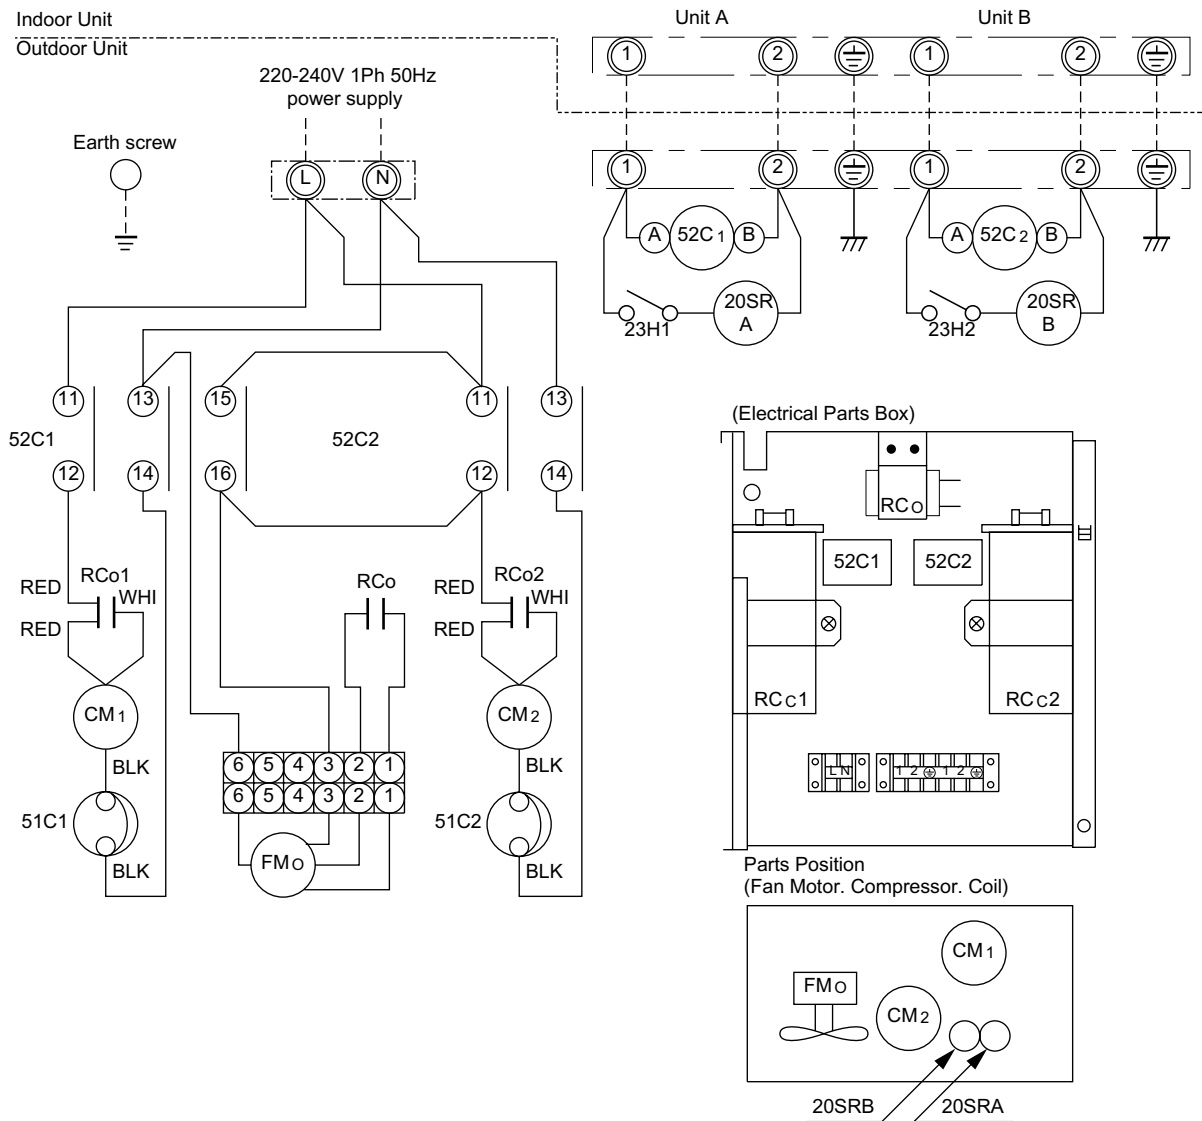 Indoor Unit
Outdoor Unit
Unit A
Unit B
1 2 1 2
220-240V 1Ph 50Hz
power supply
Earth screw
L N
1 2 1 2
A 52C1 B
A 52C2 B
23H1
20SR
A
23H2
20SR
B
11 13 15 11 13
52C1
52C2
12 14 16 12 14
RED
RCo1
WHI
RED
RCo
RED
RCo2
WHI
RED
CM1
CM2
BLK
BLK
6 5 4 3 2 1
6 5 4 3 2 1
51C1
51C2
FMO
BLK
BLK
(Electrical Parts Box)
RCO
52C1
52C2
RCC1
RCC2
L N
1 2 1 2
Parts Position
(Fan Motor. Compressor. Coil)
CM1
FMO
CM2
20SRB
20SRA